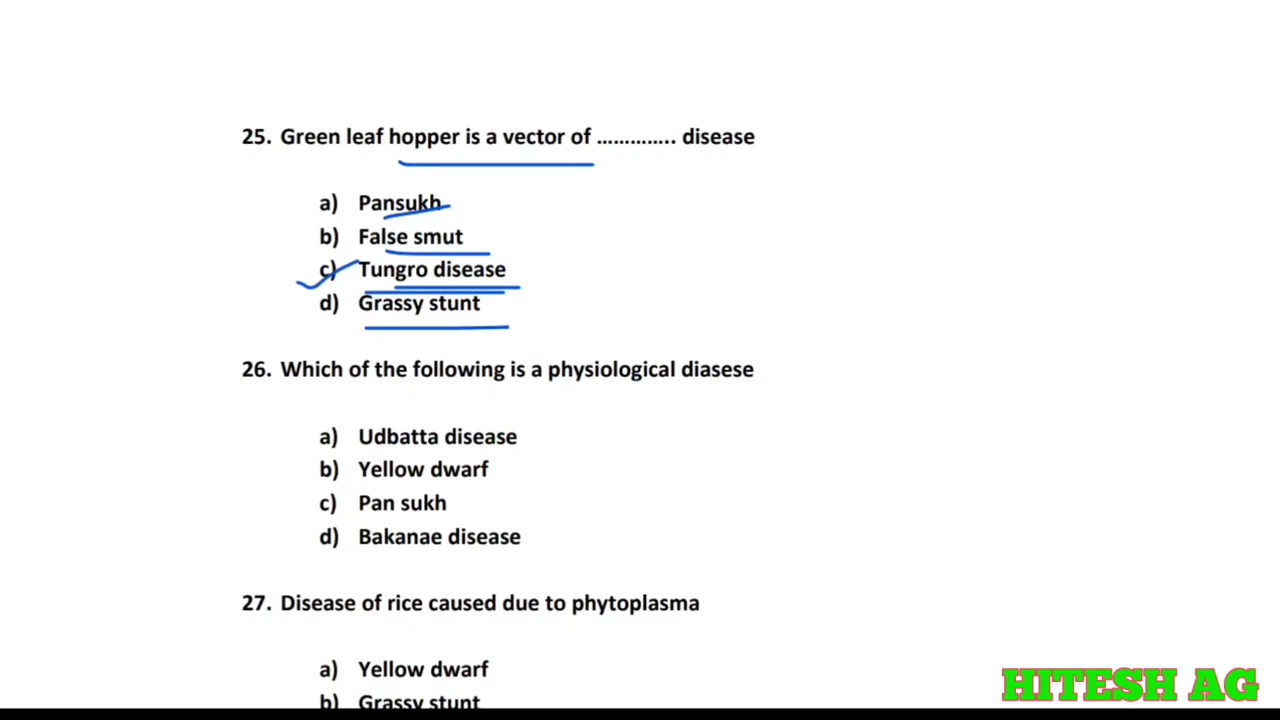 25. Green leaf hopper is a vector of ………….. disease
a) Pansukh
b) False smut
c) Tungro disease
d) Grassy stunt
26. Which of the following is a physiological diasese
a) Udbatta disease
b) Yellow dwarf
c) Pan sukh
d) Bakanae disease
27. Disease of rice caused due to phytoplasma
a) Yellow dwarf
b) Grassy stunt
HITESH AG